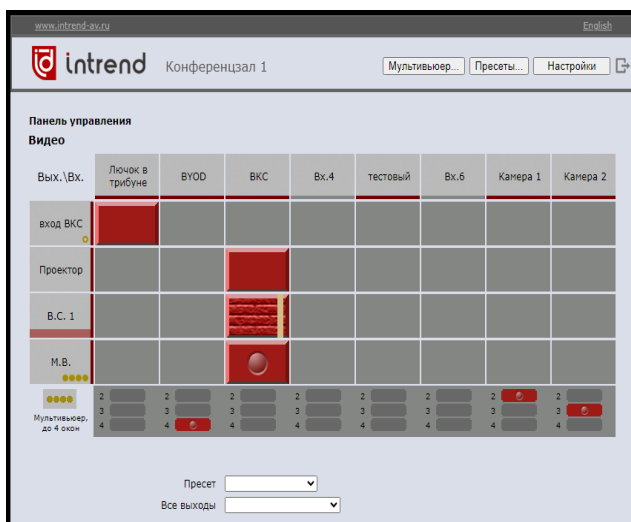 www.intrend-av.ru English
intrend Конференцзал 1 Мультивьюер... Пресеты... Настройки
Панель управления
Видео
Вых.\Вх. Лючок в трибуне BYOD ВКС Вх.4 тестовый Вх.6 Камера 1 Камера 2
вход ВКС
Проектор
В.С. 1
М.В.
2 2 2 2 2 2 2 2
Мультивьюер, 3 3 3 3 3 3 3 3
до 4 окон 4 4 4 4 4 4 4 4
Пресет
Все выходы